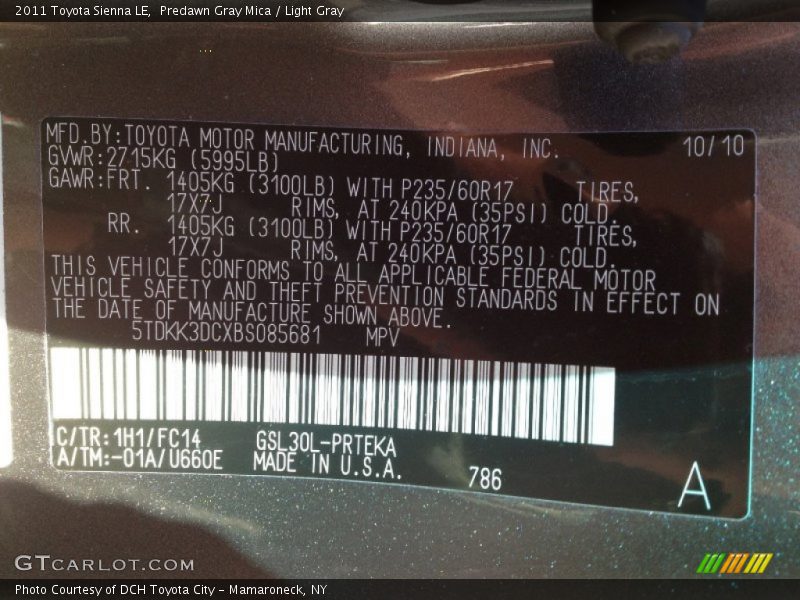 2011 Toyota Sienna LE, Predawn Gray Mica / Light Gray
MFD.BY:TOYOTA MOTOR MANUFACTURING, INDIANA, INC. 10/10
GVWR:2715KG (5995LB)
GAWR:FRT. 1405KG (3100LB) WITH P235/60R17 TIRES,
17X7J RIMS, AT 240KPA (35PSI) COLD.
RR. 1405KG (3100LB) WITH P235/60R17 TIRES,
17X7J RIMS, AT 240KPA (35PSI) COLD.
THIS VEHICLE CONFORMS TO ALL APPLICABLE FEDERAL MOTOR
VEHICLE SAFETY AND THEFT PREVENTION STANDARDS IN EFFECT ON
THE DATE OF MANUFACTURE SHOWN ABOVE.
5TDKK3DCXBS085681 MPV
C/TR:1H1/FC14 GSL30L-PRTEKA
A/TM:-01A/U660E MADE IN U.S.A. 786 A
GTCARLOT.COM
Photo Courtesy of DCH Toyota City – Mamaroneck, NY